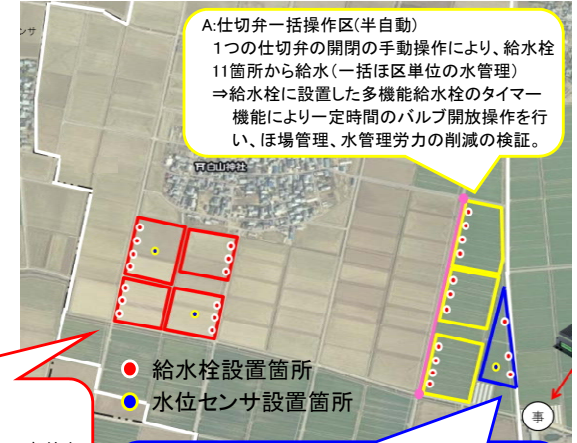 A:仕切弁一括操作区(半自動)
1つの仕切弁の開閉の手動操作により、給水栓
11箇所から給水(一括ほ区単位の水管理)
⇒給水栓に設置した多機能給水栓のタイマー
機能により一定時間のバルブ開放操作を行
い、ほ場管理、水管理労力の削減の検証。
センサ
白山神社
給水栓設置箇所
水位センサ設置箇所
事